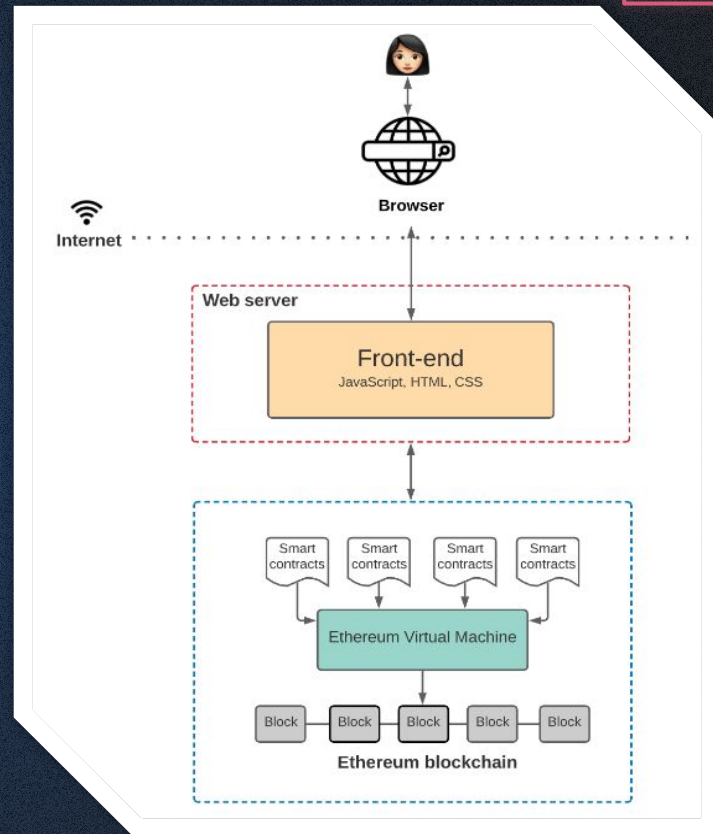 Browser
Internet
Web server
Front-end
JavaScript, HTML, CSS
Smart
contracts
Smart
contracts
Smart
contracts
Smart
contracts
Ethereum Virtual Machine
Block
Block
Block
Block
Block
Ethereum blockchain